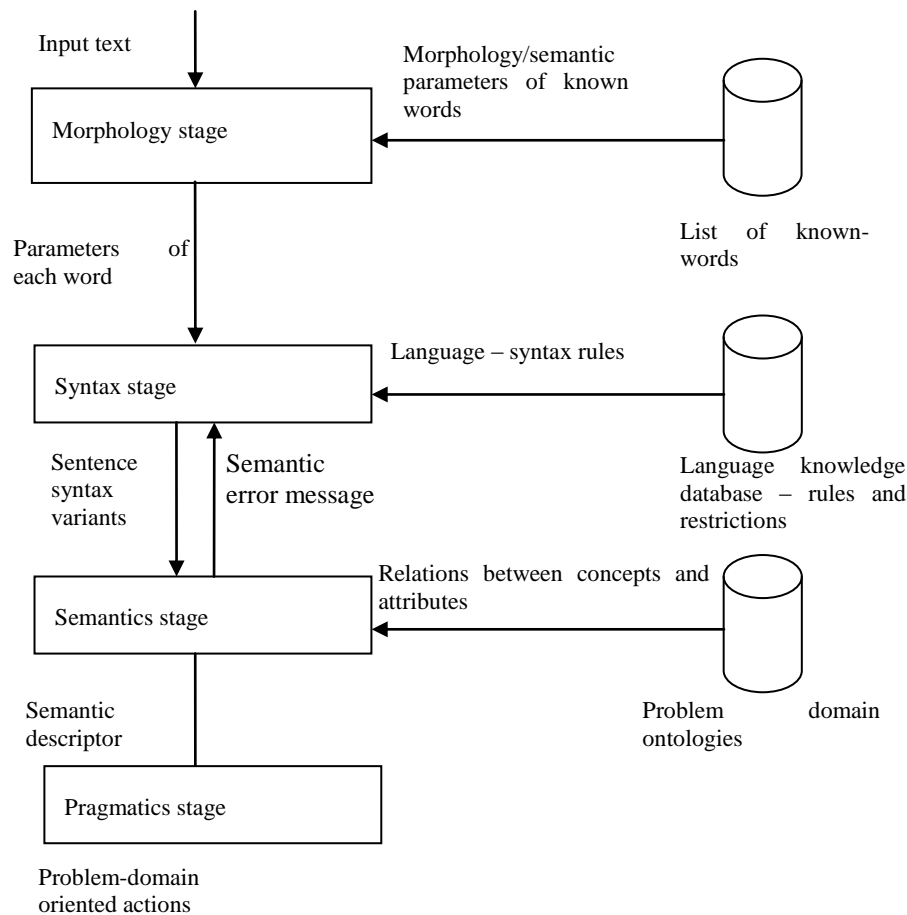 Input text
Morphology/semantic
parameters of known
words
Morphology stage
List of known-
words
Parameters of
each word
Language – syntax rules
Syntax stage
Sentence
syntax
variants
Semantic
error message
Language knowledge
database – rules and
restrictions
Relations between concepts and
attributes
Semantics stage
Semantic
descriptor
Problem domain
ontologies
Pragmatics stage
Problem-domain
oriented actions